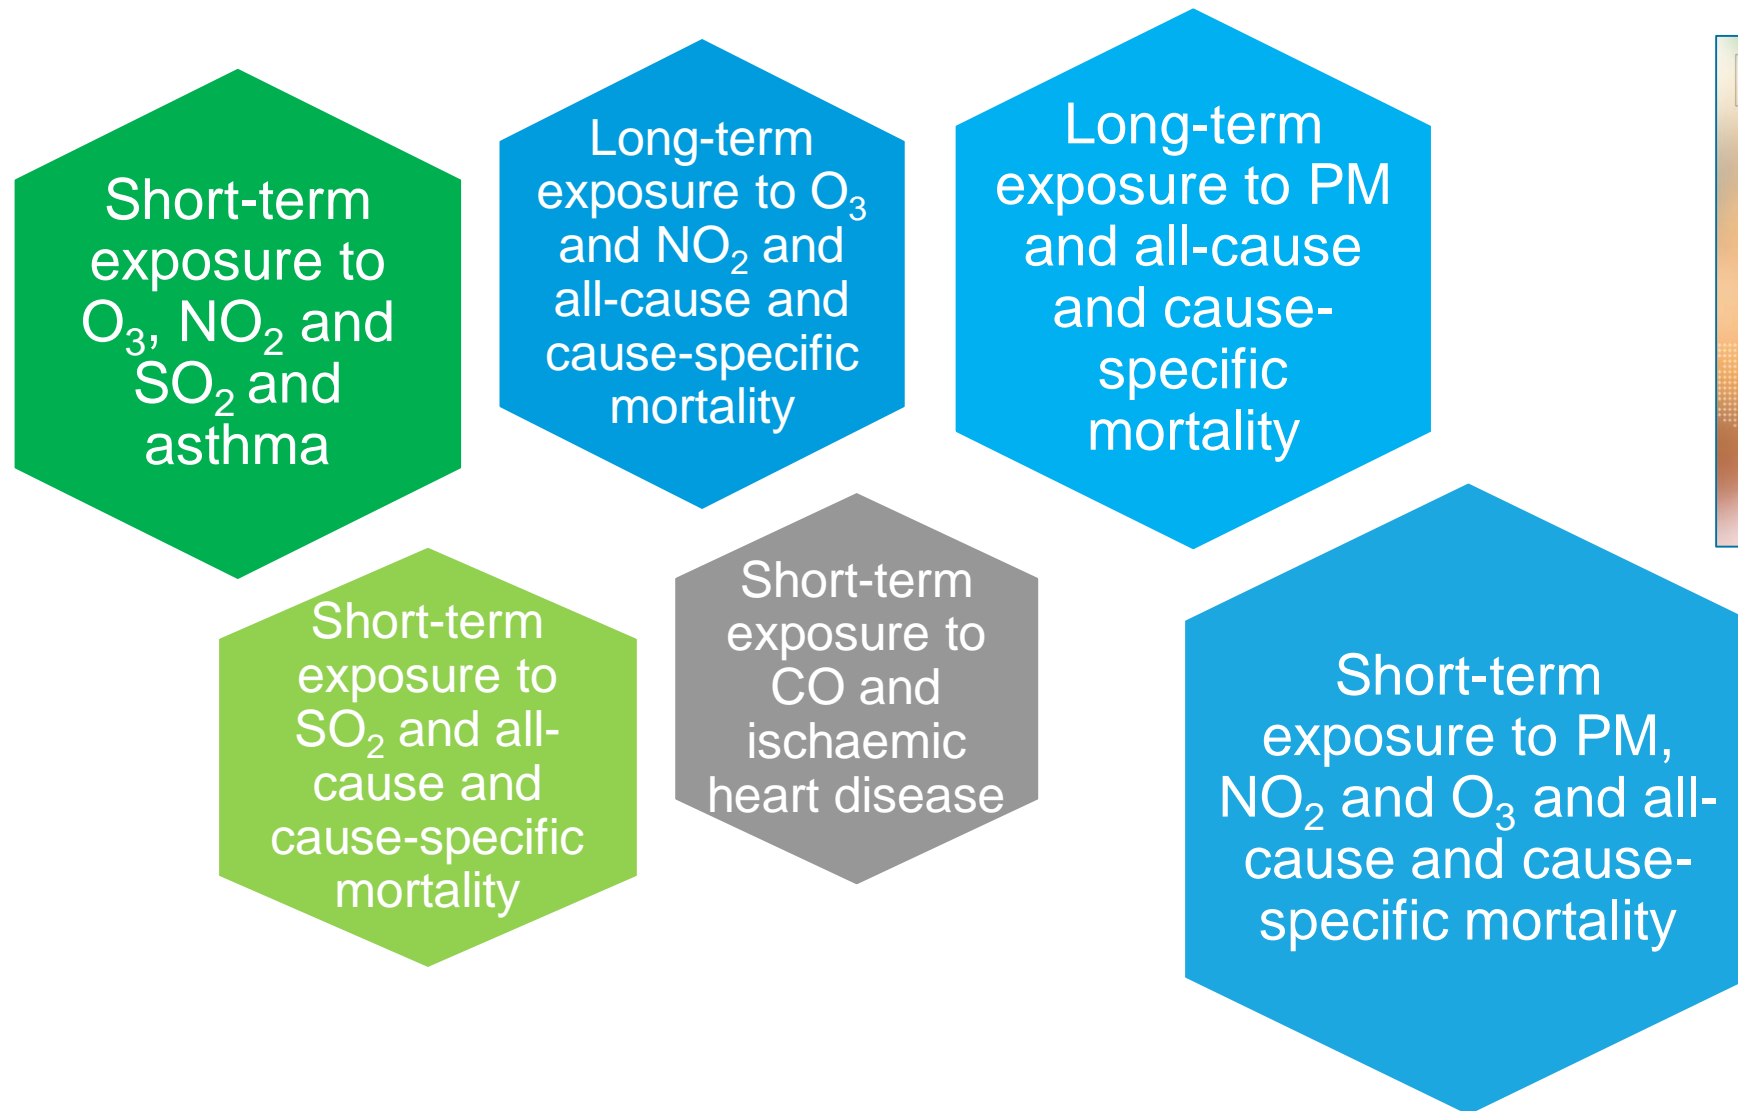 Short-term
exposure to
O₃, NO₂ and
SO₂ and
asthma
Long-term
exposure to O₃
and NO₂ and
all-cause and
cause-specific
mortality
Long-term
exposure to PM
and all-cause
and cause-
specific
mortality
Short-term
exposure to
SO₂ and all-
cause and
cause-specific
mortality
Short-term
exposure to
CO and
ischaemic
heart disease
Short-term
exposure to PM,
NO₂ and O₃ and all-
cause and cause-
specific mortality